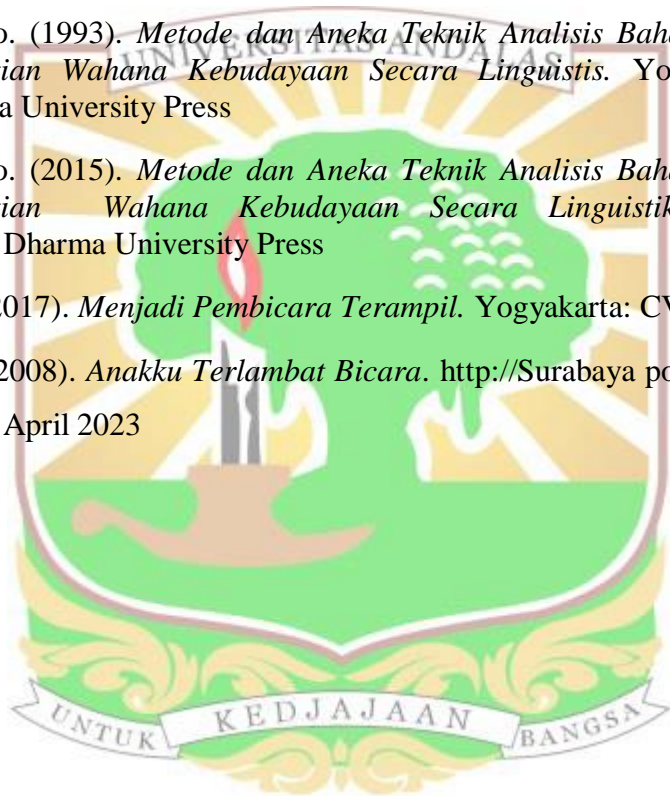 UNIVERSITAS ANDALAS
o. (1993). Metode dan Aneka Teknik Analisis Baha
ian Wahana Kebudayaan Secara Linguistis. Yo
a University Press
o. (2015). Metode dan Aneka Teknik Analisis Baha
ian Wahana Kebudayaan Secara Linguistik
Dharma University Press
2017). Menjadi Pembicara Terampil. Yogyakarta: CV
2008). Anakku Terlambat Bicara. http://Surabaya po
April 2023
UNTUK KEDJAJAAN BANGSA